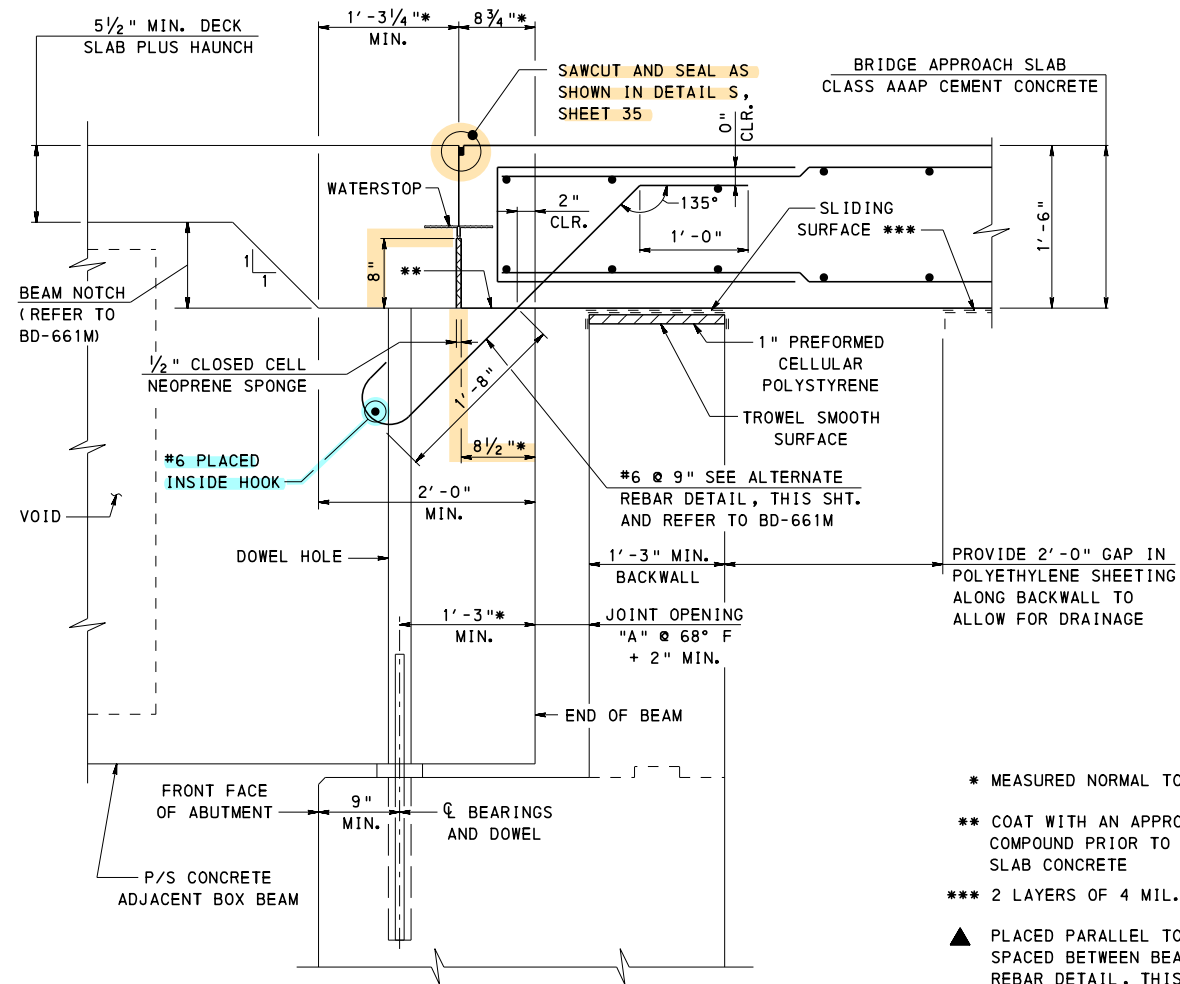 5½" MIN. DECK
SLAB PLUS HAUNCH
1'-3¼"*
MIN.
8¾"*
SAWCUT AND SEAL AS
SHOWN IN DETAIL S,
SHEET 35
BRIDGE APPROACH SLAB
CLASS AAAP CEMENT CONCRETE
0"
CLR.
WATERSTOP
2"
CLR.
135°
1'-0"
SLIDING
SURFACE ***
1'-6"
8"
**
1
1
BEAM NOTCH
(REFER TO
BD-661M)
½" CLOSED CELL
NEOPRENE SPONGE
1'-8"
1" PREFORMED
CELLULAR
POLYSTYRENE
TROWEL SMOOTH
SURFACE
8½"*
#6 PLACED
INSIDE HOOK
2'-0"
MIN.
#6 @ 9" SEE ALTERNATE
REBAR DETAIL, THIS SHT.
AND REFER TO BD-661M
VOID
DOWEL HOLE
1'-3" MIN.
BACKWALL
PROVIDE 2'-0" GAP IN
POLYETHYLENE SHEETING
ALONG BACKWALL TO
ALLOW FOR DRAINAGE
1'-3"*
MIN.
JOINT OPENING
"A" @ 68° F
+ 2" MIN.
END OF BEAM
FRONT FACE
OF ABUTMENT
9"
MIN.
℄ BEARINGS
AND DOWEL
P/S CONCRETE
ADJACENT BOX BEAM
* MEASURED NORMAL TO
** COAT WITH AN APPRO
COMPOUND PRIOR TO
SLAB CONCRETE
*** 2 LAYERS OF 4 MIL.
▲ PLACED PARALLEL TO
SPACED BETWEEN BEA
REBAR DETAIL, THIS